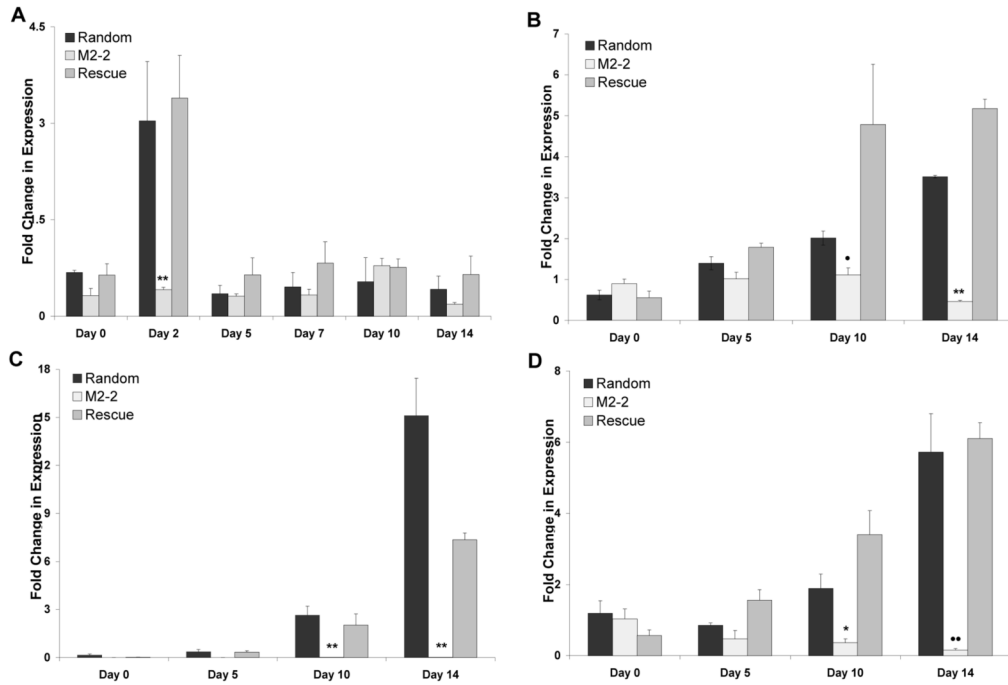 A
Fold Change in Expression
4.5
3
1.5
0
Random
M2-2
Rescue
**
Day 0 Day 2 Day 5 Day 7 Day 10 Day 14
B
Fold Change in Expression
7
6
5
4
3
2
1
0
Random
M2-2
Rescue
•
**
Day 0 Day 5 Day 10 Day 14
C
Fold Change in Expression
18
15
12
9
6
3
0
Random
M2-2
Rescue
**
**
Day 0 Day 5 Day 10 Day 14
D
Fold Change in Expression
8
6
4
2
0
Random
M2-2
Rescue
*
••
Day 0 Day 5 Day 10 Day 14